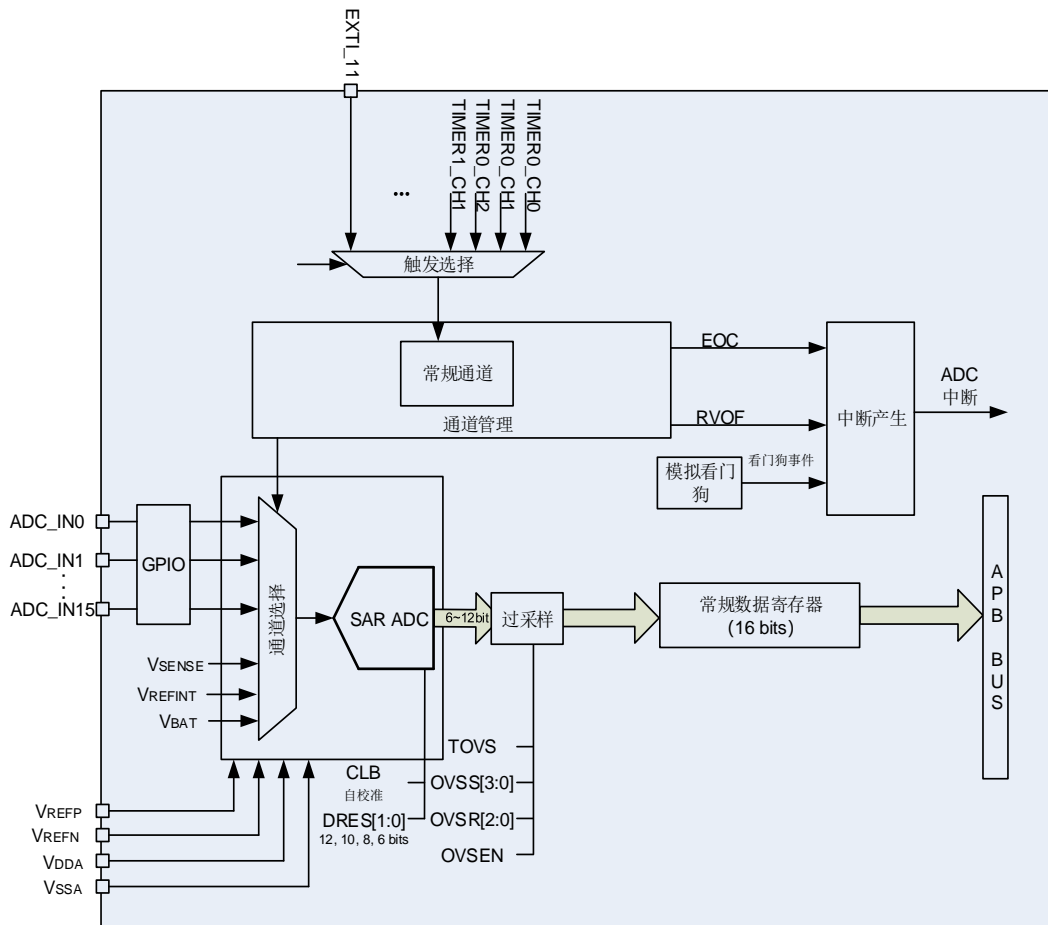 EXTI_11
TIMER1_CH1
TIMER0_CH2
TIMER0_CH1
TIMER0_CH0
...
触发选择
常规通道
通道管理
EOC
RVOF
中断产生
ADC
中断
模拟看门
狗
看门狗事件
ADC_IN0
ADC_IN1
ADC_IN15
GPIO
通道选择
VSENSE
VREFINT
VBAT
SAR ADC
6~12bit
过采样
常规数据寄存器
(16 bits)
APB BUS
CLB
自校准
DRES[1:0]
12, 10, 8, 6 bits
TOVS
OVSS[3:0]
OVSR[2:0]
OVSEN
VREFP
VREFN
VDDA
VSSA